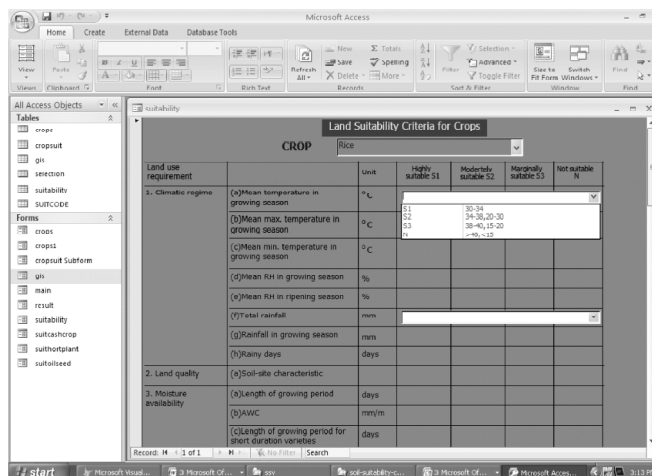 Microsoft Access
Home Create External Data Database Tools
View
Paste
Refresh
All
New
Save
Delete
Totals
Spelling
More
Filter
Selection
Advanced
Toggle Filter
Size to
Fit Form
Switch
Windows
Find
Views Clipboard Font Rich Text Records Sort & Filter Window Find
All Access Objects
Tables
crops
cropsuit
gis
selection
suitability
SUITCODE
Forms
crops
crops1
cropsuit Subform
gis
main
result
suitability
suitcashcrop
suithortplant
suitoilseed
suitability
Land Suitability Criteria for Crops
CROP Rice
Land use
requirement
Unit
Highly
suitable S1
Modertely
suitable S2
Marginally
suitable S3
Not suitable
N
1. Climatic regime
(a)Mean temperature in
growing season
°C
S1 30-34
S2 34-38,20-30
S3 38-40,15-20
N >40,<15
(b)Mean max. temperature in
growing season
°C
(c)Mean min. temperature in
growing season
°C
(d)Mean RH in growing season %
(e)Mean RH in ripening season %
(f)Total rainfall mm
(g)Rainfall in growing season mm
(h)Rainy days days
2. Land quality (a)Soil-site characteristic
3. Moisture
availability
(a)Length of growing period days
(b)AWC mm/m
(c)Length of growing period for
short duration varieties
days
Record: 1 of 1 No Filter Search
start Microsoft Visual... 3 Microsoft Of... ssv soil-suitability-c... 3 Microsoft Of... Microsoft Acces... 3:13 PM